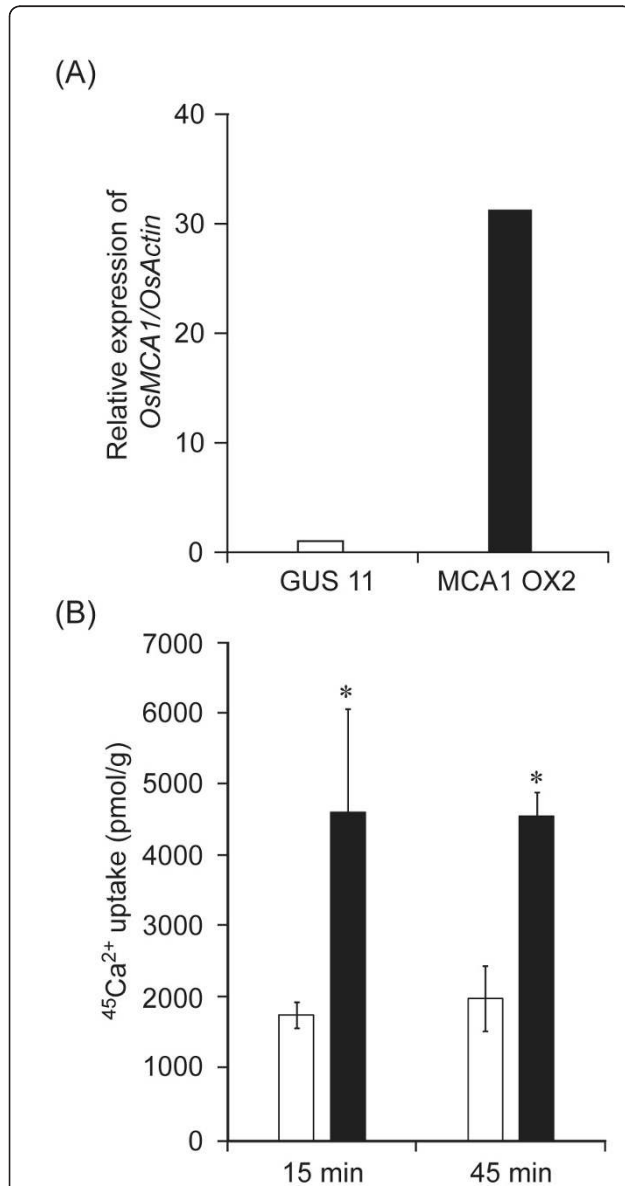 (A)
Relative expression of
OsMCA1/OsActin
40
30
20
10
0
GUS 11 MCA1 OX2
(B)
⁴⁵Ca²⁺ uptake (pmol/g)
7000
6000
5000
4000
3000
2000
1000
0
* *
15 min 45 min